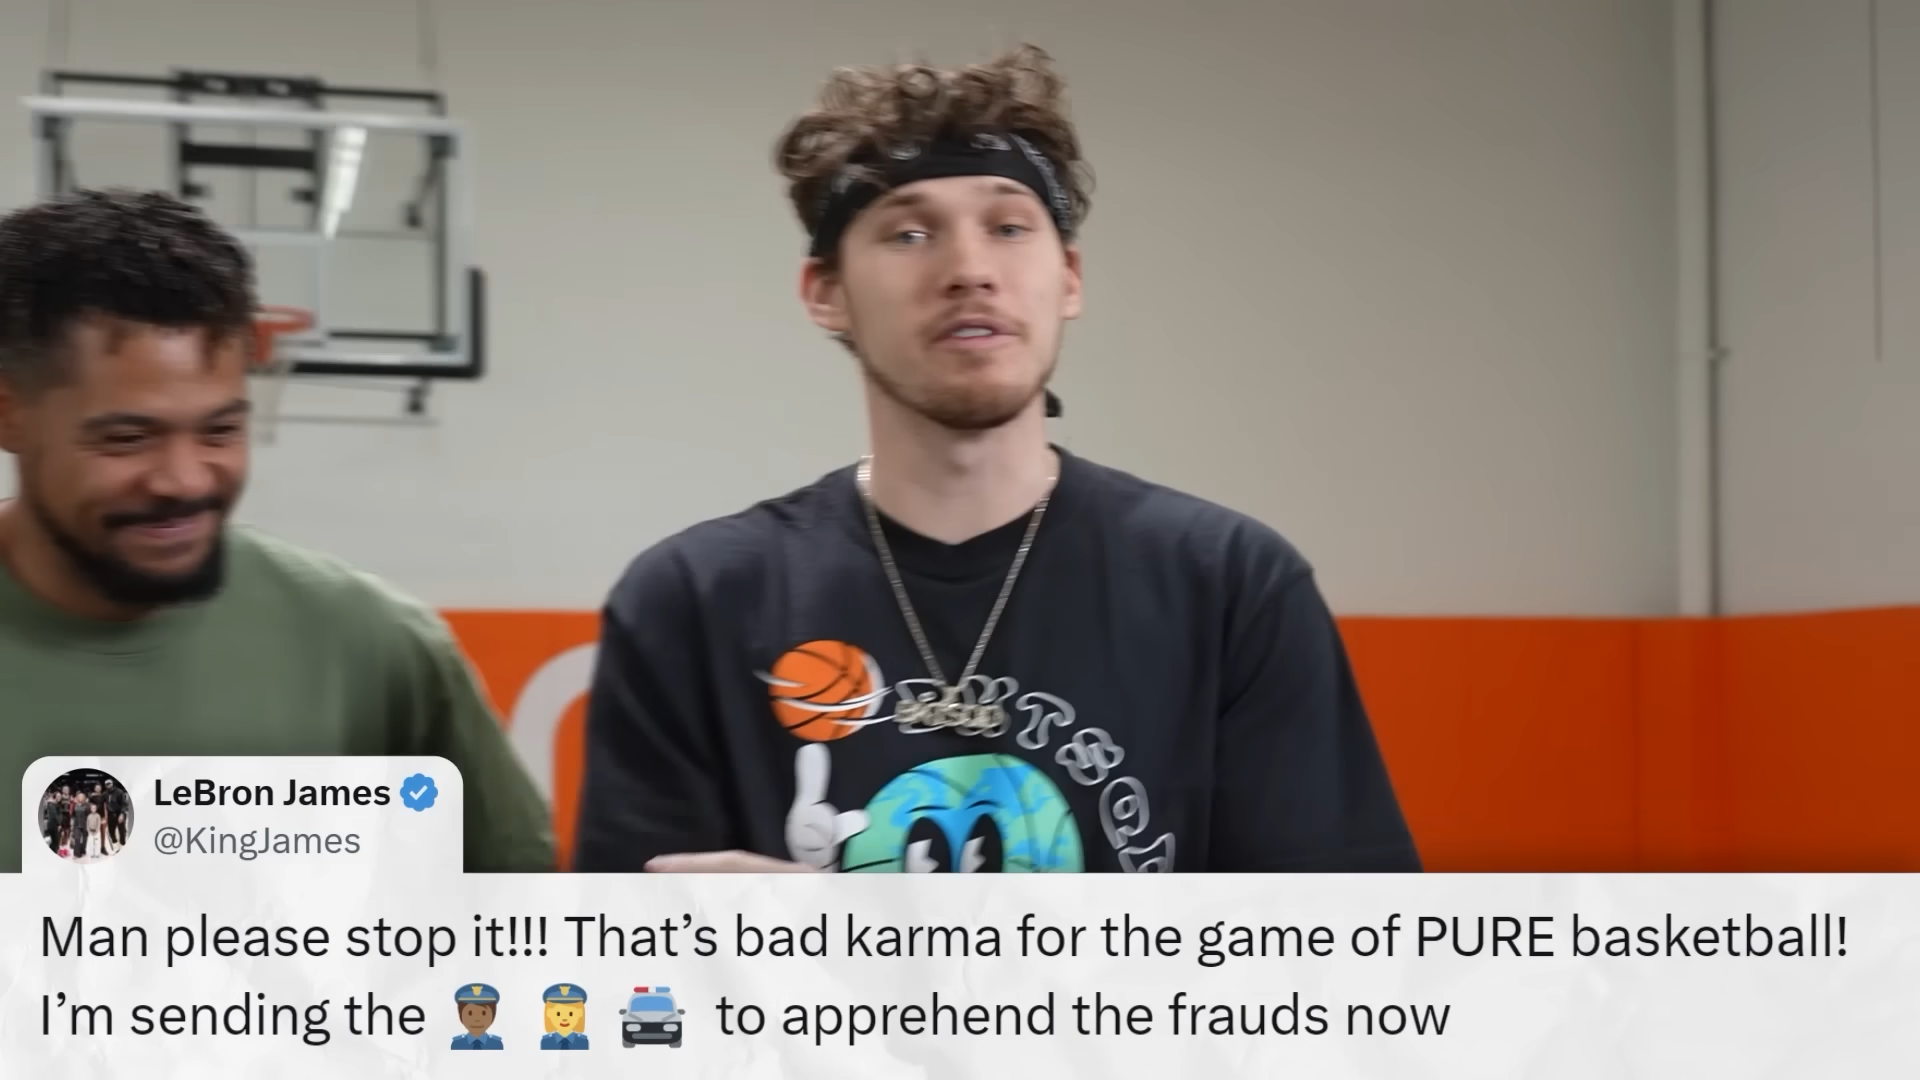 LeBron James
@KingJames
Man please stop it!!! That’s bad karma for the game of PURE basketball!
I’m sending the 👮🏾 👮‍♀️ 🚔 to apprehend the frauds now